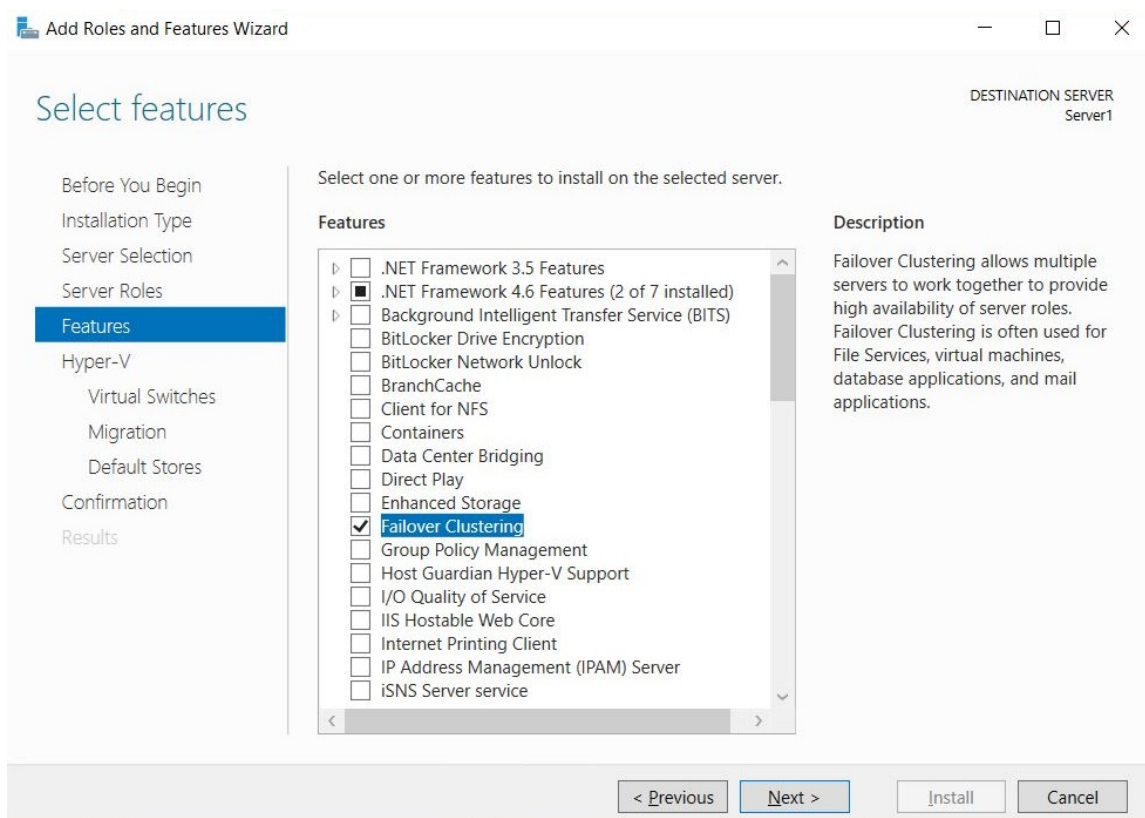 Add Roles and Features Wizard
Select features
DESTINATION SERVER
Server1
Before You Begin
Installation Type
Server Selection
Server Roles
Features
Hyper-V
Virtual Switches
Migration
Default Stores
Confirmation
Results
Select one or more features to install on the selected server.
Features
.NET Framework 3.5 Features
.NET Framework 4.6 Features (2 of 7 installed)
Background Intelligent Transfer Service (BITS)
BitLocker Drive Encryption
BitLocker Network Unlock
BranchCache
Client for NFS
Containers
Data Center Bridging
Direct Play
Enhanced Storage
Failover Clustering
Group Policy Management
Host Guardian Hyper-V Support
I/O Quality of Service
IIS Hostable Web Core
Internet Printing Client
IP Address Management (IPAM) Server
iSNS Server service
Description
Failover Clustering allows multiple
servers to work together to provide
high availability of server roles.
Failover Clustering is often used for
File Services, virtual machines,
database applications, and mail
applications.
< Previous
Next >
Install
Cancel